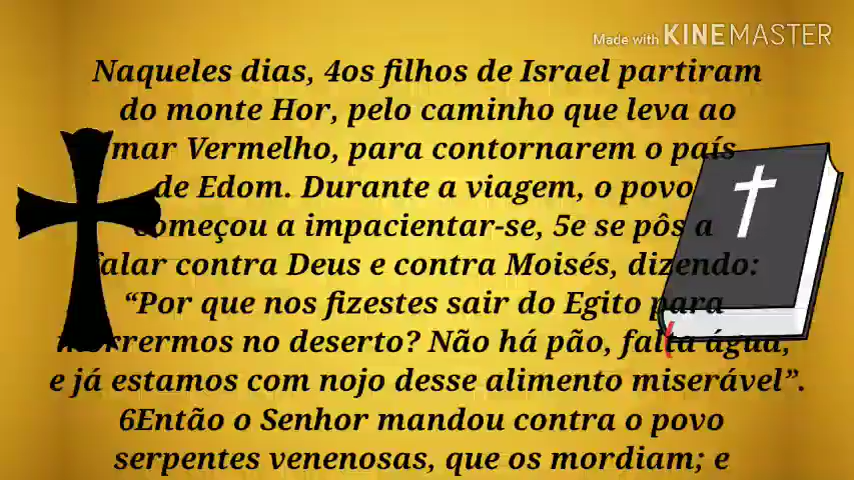 Made with KINEMASTER
Naqueles dias, 4os filhos de Israel partiram
do monte Hor, pelo caminho que leva ao
mar Vermelho, para contornarem o país
de Edom. Durante a viagem, o povo
começou a impacientar-se, 5e se pôs a
falar contra Deus e contra Moisés, dizendo:
“Por que nos fizestes sair do Egito para
morrermos no deserto? Não há pão, falta água,
e já estamos com nojo desse alimento miserável”.
6Então o Senhor mandou contra o povo
serpentes venenosas, que os mordiam; e